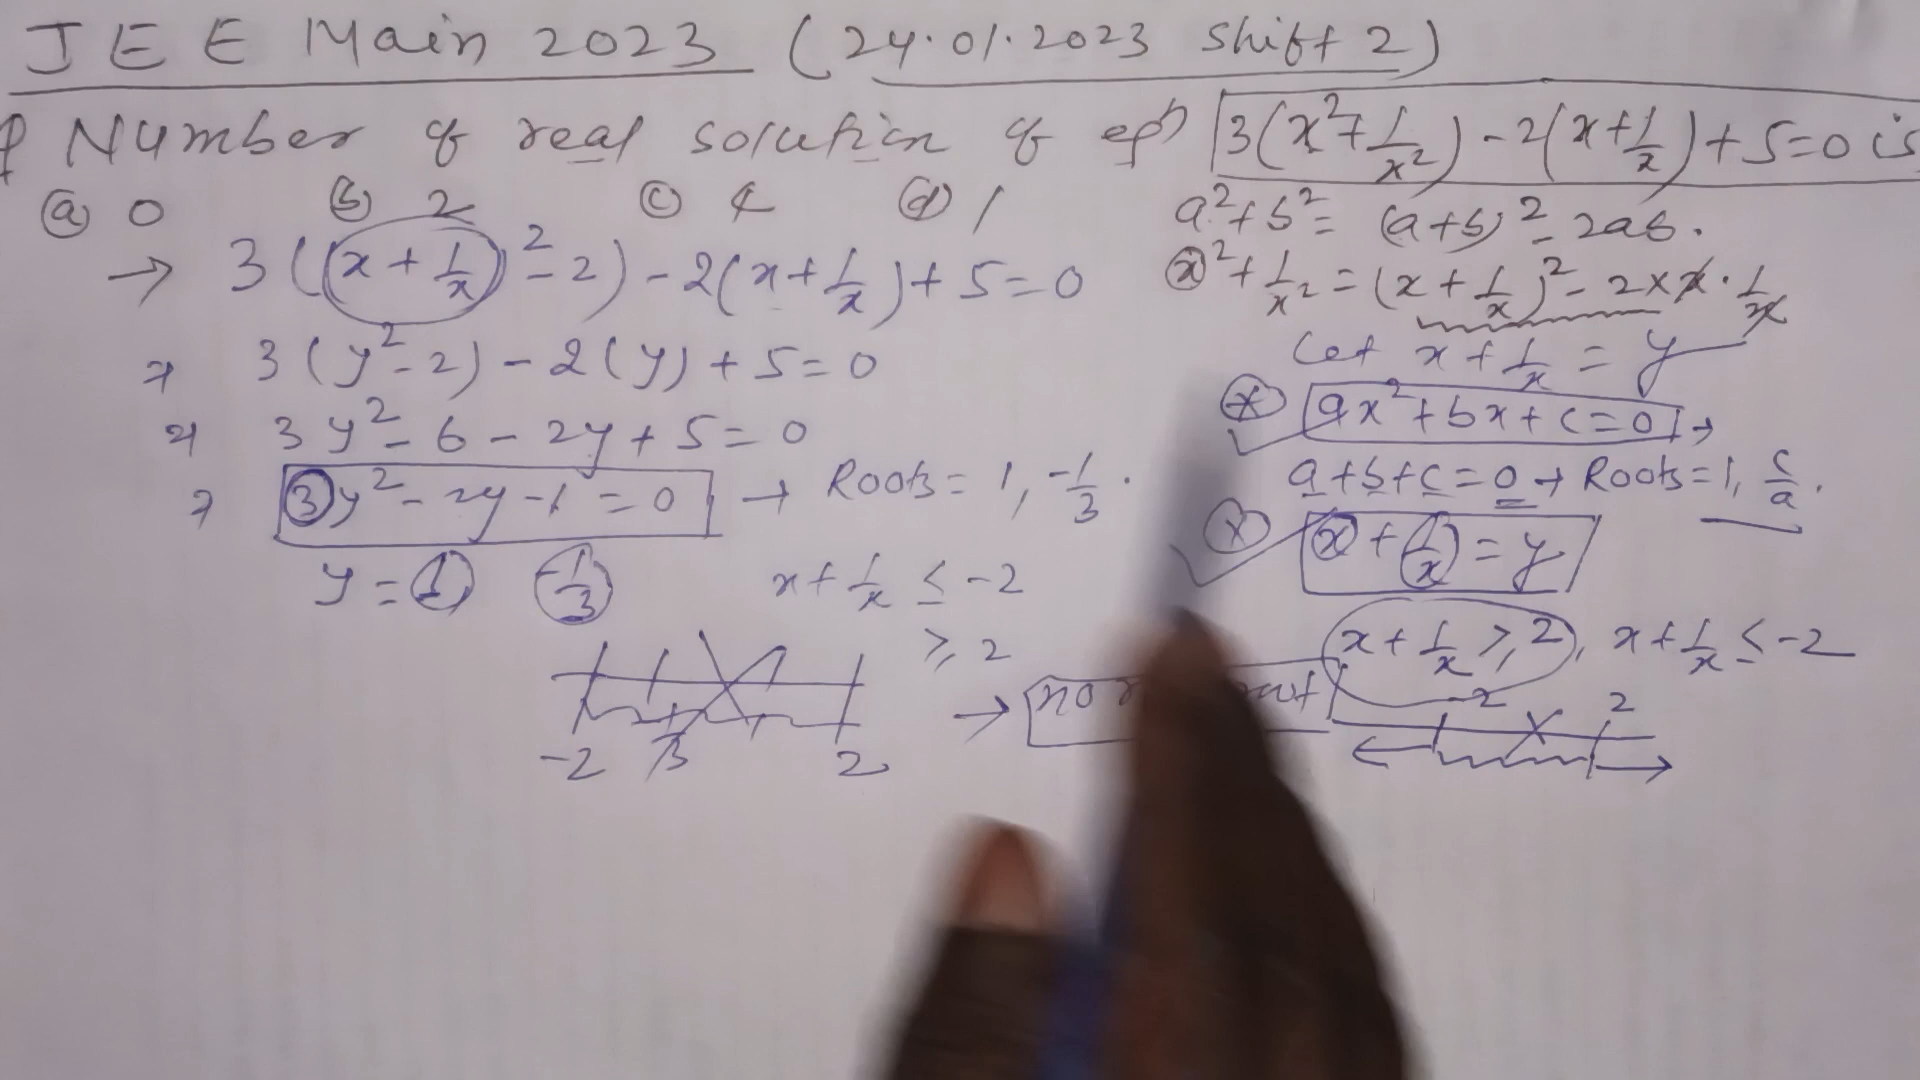 JEE Main 2023 (24.01.2023 Shift 2)
Number of real solution of eqn 3(x²+1/x²)-2(x+1/x)+5=0 is
(a) 0 (b) 2 (c) 4 (d) 1
a²+b²=(a+b)²-2ab.
→ 3((x+1/x)²-2)-2(x+1/x)+5=0
x²+1/x²=(x+1/x)²-2×x·1/x
Let x+1/x=y
⇒ 3(y²-2)-2(y)+5=0
ax²+bx+c=0 →
⇒ 3y²-6-2y+5=0
a+b+c=0 → Roots=1, c/a.
⇒ 3y²-2y-1=0 → Roots=1, -1/3.
x+1/x=y
y=1 -1/3
x+1/x ≤ -2
≥ 2
x+1/x ≥ 2, x+1/x ≤ -2
→ no
-2 2
-2 2